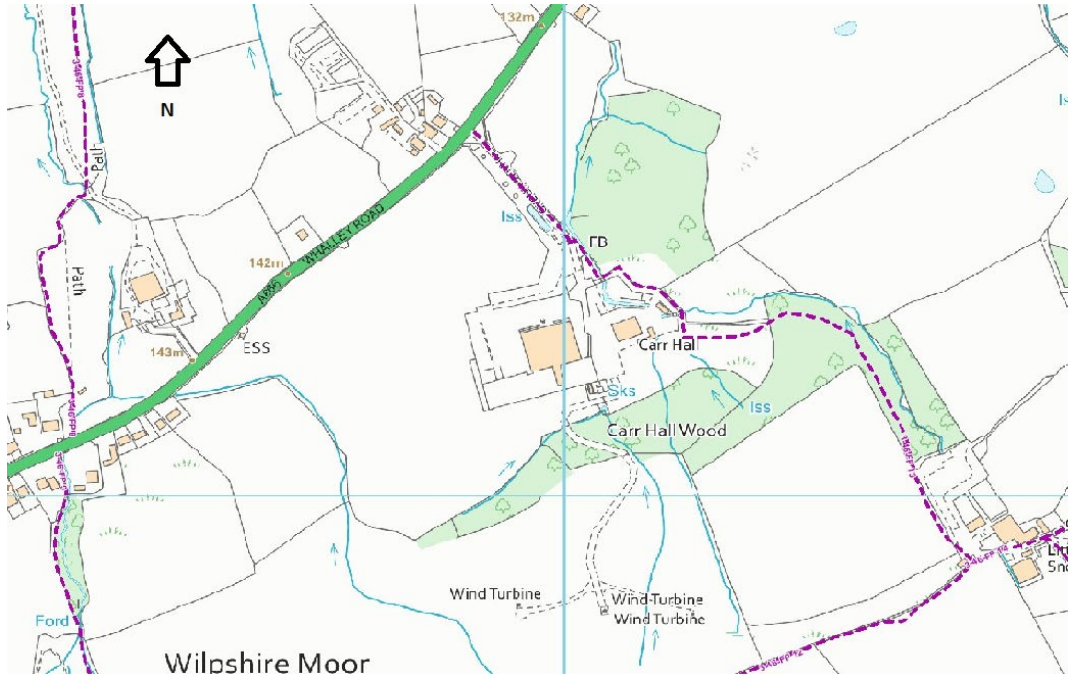 132m
N
Iss
Path
Iss
FB
WHALLEY ROAD
142m
Path
ESS
143m
Carr Hall
Sks
Iss
Carr Hall Wood
Wind Turbine
Wind Turbine
Wind Turbine
Ford
Wilpshire Moor